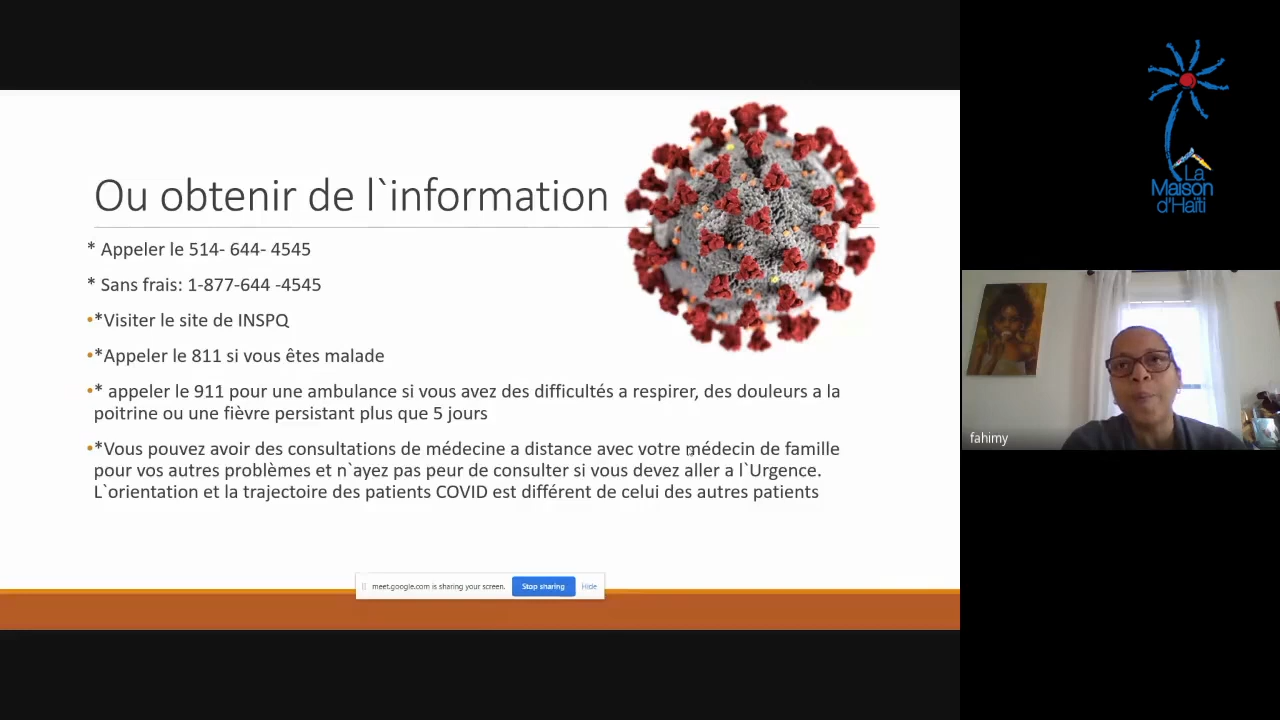 Ou obtenir de l`information
* Appeler le 514- 644- 4545
* Sans frais: 1-877-644 -4545
•*Visiter le site de INSPQ
•*Appeler le 811 si vous êtes malade
•* appeler le 911 pour une ambulance si vous avez des difficultés a respirer, des douleurs a la
poitrine ou une fièvre persistant plus que 5 jours
•*Vous pouvez avoir des consultations de médecine a distance avec votre médecin de famille
pour vos autres problèmes et n`ayez pas peur de consulter si vous devez aller a l`Urgence.
L`orientation et la trajectoire des patients COVID est différent de celui des autres patients
meet.google.com is sharing your screen. Stop sharing Hide
La
Maison
d'Haïti
fahimy